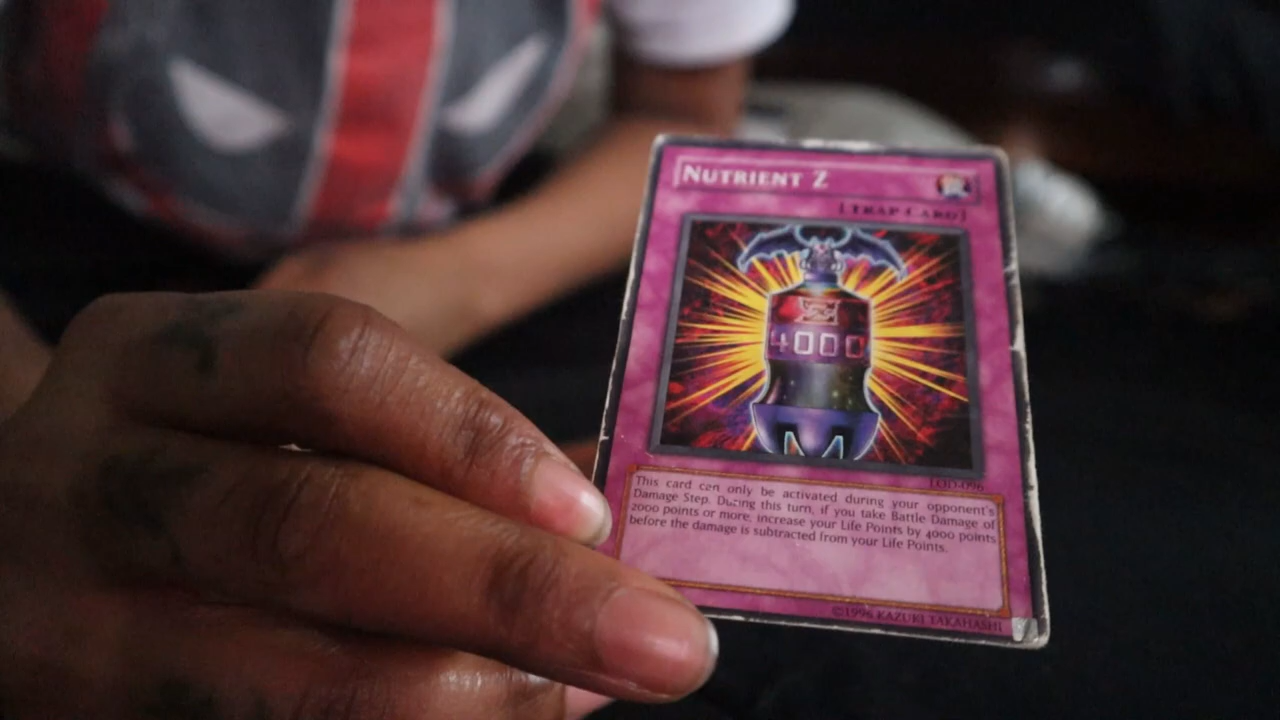 NUTRIENT Z
[TRAP CARD]
4000
LOD-096
This card can only be activated during your opponent's
Damage Step. During this turn, if you take Battle Damage of
2000 points or more, increase your Life Points by 4000 points
before the damage is subtracted from your Life Points.
©1996 KAZUKI TAKAHASHI